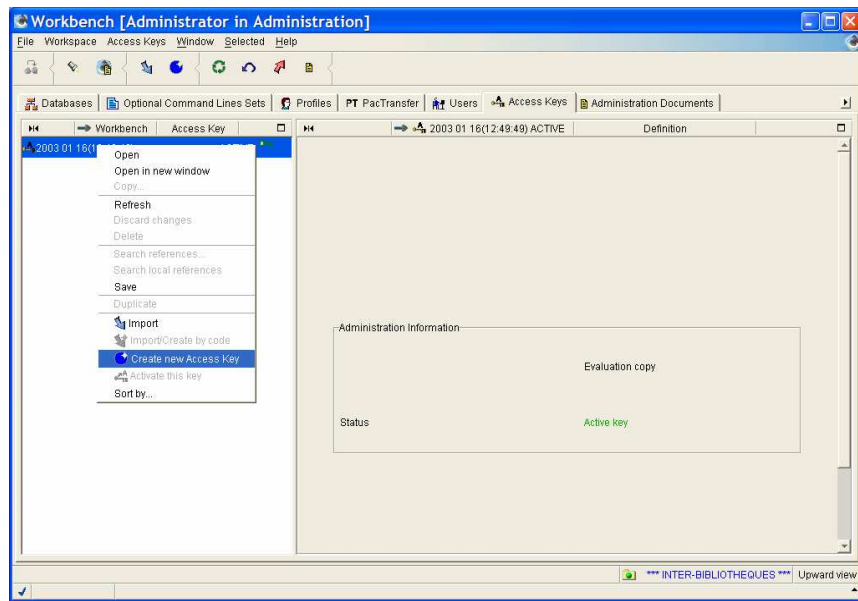 Workbench [Administrator in Administration]
File Workspace Access Keys Window Selected Help
Databases Optional Command Lines Sets Profiles PT PacTransfer Users Access Keys Administration Documents
Workbench Access Key 2003 01 16(12:49:49) ACTIVE Definition
2003 01 16(1
Open
Open in new window
Copy...
Refresh
Discard changes
Delete
Search references...
Search local references
Save
Duplicate
Import
Import/Create by code
Create new Access Key
Activate this key
Sort by...
Administration Information
Evaluation copy
Status Active key
*** INTER-BIBLIOTHEQUES *** Upward view